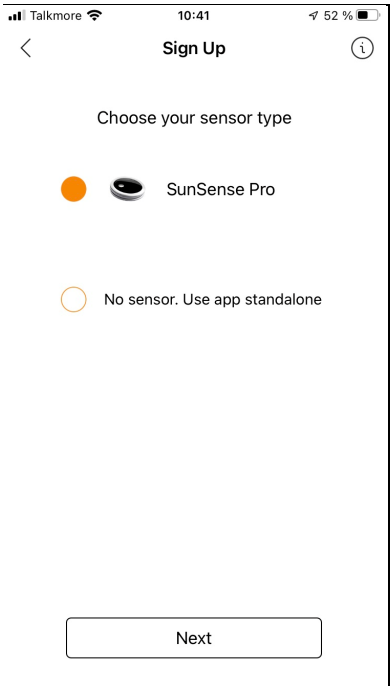 Talkmore 10:41 52 %
Sign Up
Choose your sensor type
SunSense Pro
No sensor. Use app standalone
Next